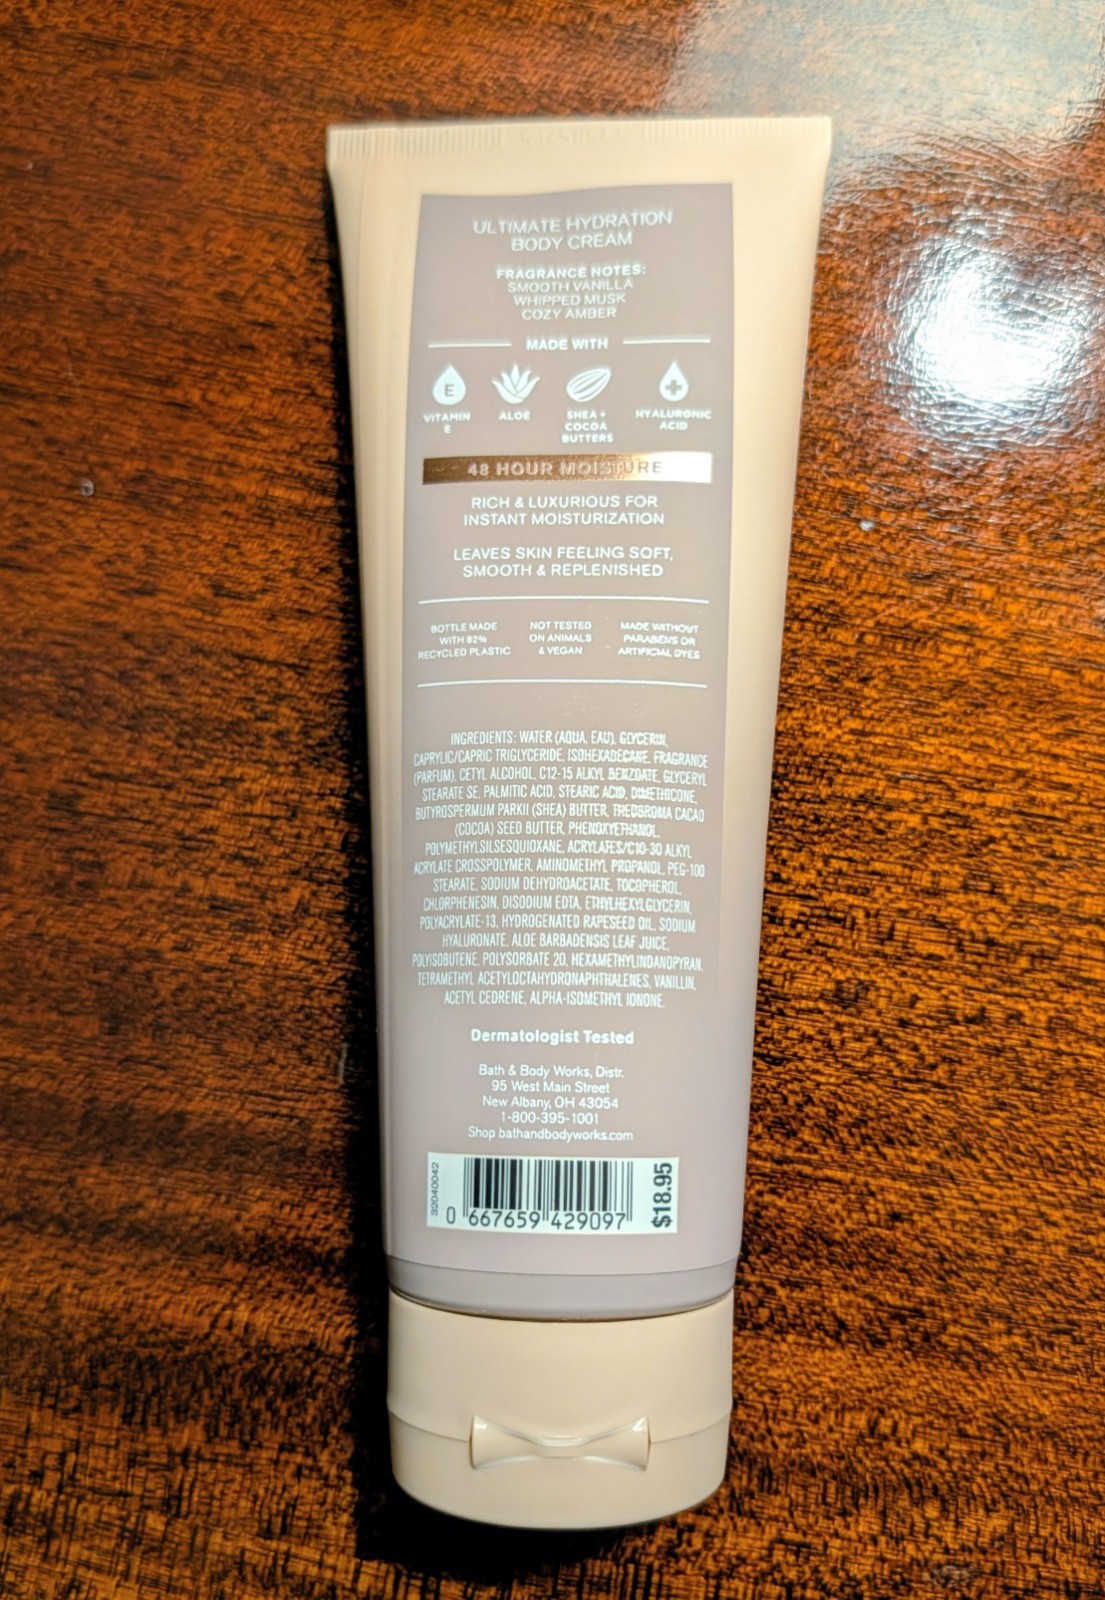 ULTIMATE HYDRATION
BODY CREAM
FRAGRANCE NOTES:
SMOOTH VANILLA
WHIPPED MUSK
COZY AMBER
MADE WITH
E
VITAMIN
E
ALOE
SHEA +
COCOA
BUTTERS
HYALURONIC
ACID
48 HOUR MOISTURE
RICH & LUXURIOUS FOR
INSTANT MOISTURIZATION
LEAVES SKIN FEELING SOFT,
SMOOTH & REPLENISHED
BOTTLE MADE
WITH 82%
RECYCLED PLASTIC
NOT TESTED
ON ANIMALS
& VEGAN
MADE WITHOUT
PARABENS OR
ARTIFICIAL DYES
INGREDIENTS: WATER (AQUA, EAU), GLYCERIN,
CAPRYLIC/CAPRIC TRIGLYCERIDE, ISOHEXADECANE, FRAGRANCE
(PARFUM), CETYL ALCOHOL, C12-15 ALKYL BENZOATE, GLYCERYL
STEARATE SE, PALMITIC ACID, STEARIC ACID, DIMETHICONE,
BUTYROSPERMUM PARKII (SHEA) BUTTER, THEOBROMA CACAO
(COCOA) SEED BUTTER, PHENOXYETHANOL,
POLYMETHYLSILSESQUIOXANE, ACRYLATES/C10-30 ALKYL
ACRYLATE CROSSPOLYMER, AMINOMETHYL PROPANOL, PEG-100
STEARATE, SODIUM DEHYDROACETATE, TOCOPHEROL,
CHLORPHENESIN, DISODIUM EDTA, ETHYLHEXYLGLYCERIN,
POLYACRYLATE-13, HYDROGENATED RAPESEED OIL, SODIUM
HYALURONATE, ALOE BARBADENSIS LEAF JUICE,
POLYISOBUTENE, POLYSORBATE 20, HEXAMETHYLINDANOPYRAN,
TETRAMETHYL ACETYLOCTAHYDRONAPHTHALENES, VANILLIN,
ACETYL CEDRENE, ALPHA-ISOMETHYL IONONE.
Dermatologist Tested
Bath & Body Works, Distr.
95 West Main Street
New Albany, OH 43054
1-800-395-1001
Shop bathandbodyworks.com
32040042
0 667659 429097
$18.95